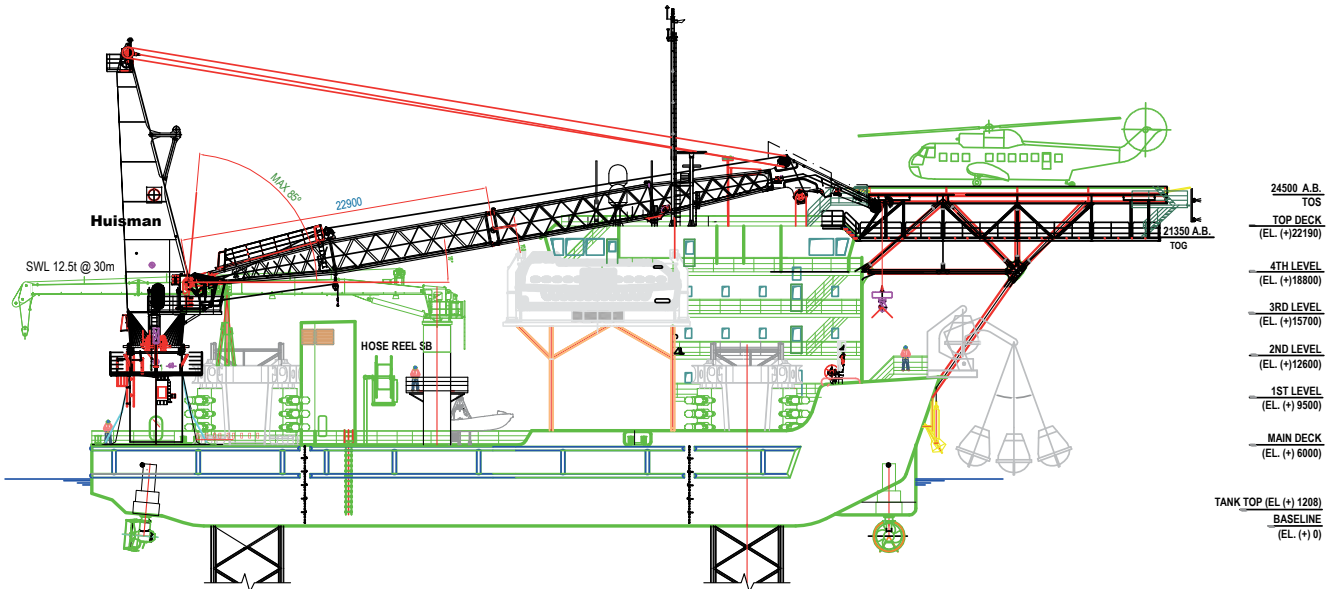 MAX.85°
22900
Huisman
SWL 12.5t @ 30m
HOSE REEL SB
24500 A.B.
TOS
TOP DECK
(EL. (+)22190)
21350 A.B.
TOG
4TH LEVEL
(EL. (+)18800)
3RD LEVEL
(EL. (+)15700)
2ND LEVEL
(EL. (+)12600)
1ST LEVEL
(EL. (+) 9500)
MAIN DECK
(EL. (+) 6000)
TANK TOP (EL (+) 1208)
BASELINE
(EL. (+) 0)